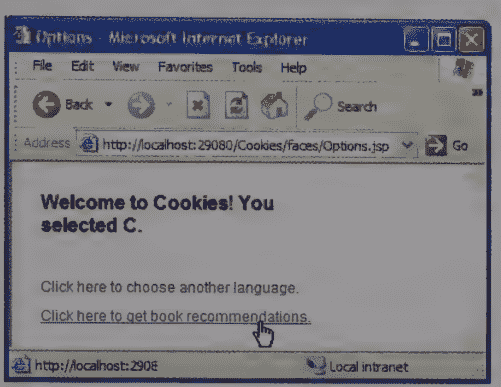 Options - Microsoft Internet Explorer
File Edit View Favorites Tools Help
Back Search
Address http://localhost:29080/Cookies/faces/Options.jsp Go
Welcome to Cookies! You
selected C.
Click here to choose another language.
Click here to get book recommendations.
http://localhost:2908 Local intranet